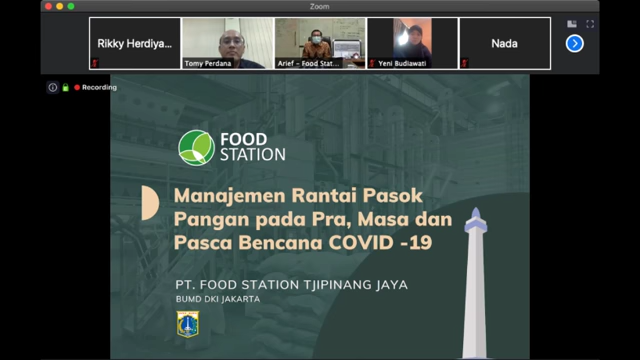 Zoom
Rikky Herdiya...
Tomy Perdana
Arief – Food Stat...
Yeni Budiawati
Nada
Recording
FOOD
STATION
Manajemen Rantai Pasok
Pangan pada Pra, Masa dan
Pasca Bencana COVID -19
PT. FOOD STATION TJIPINANG JAYA
BUMD DKI JAKARTA